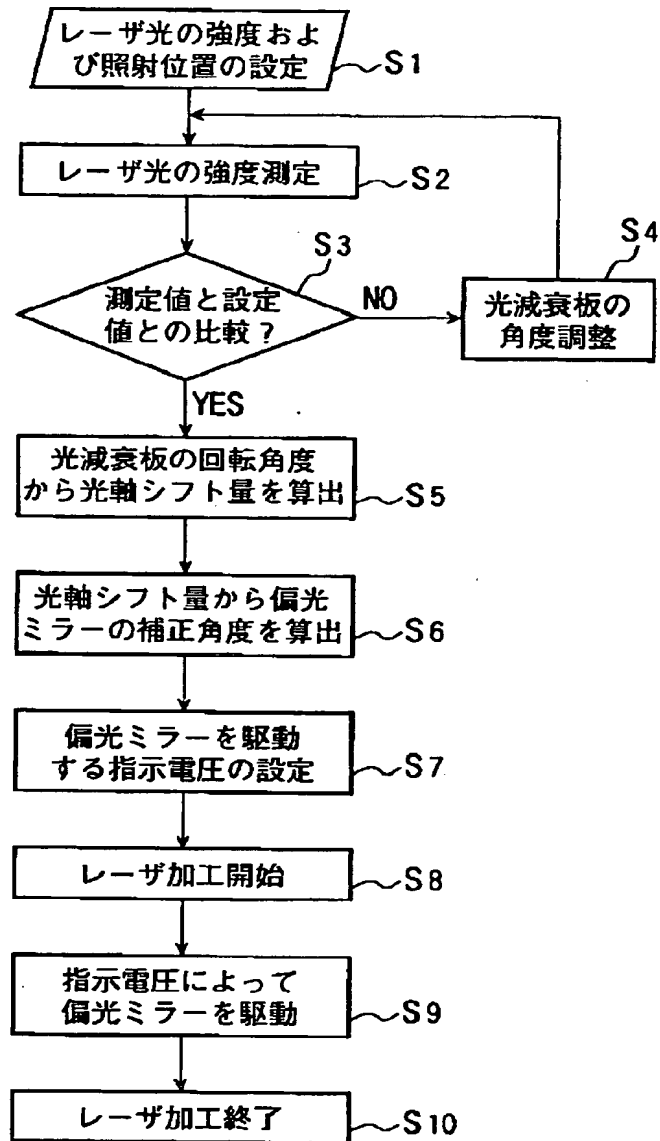 レーザ光の強度およ
び照射位置の設定
S1
レーザ光の強度測定
S2
S3
測定値と設定
値との比較?
NO
S4
光減衰板の
角度調整
YES
光減衰板の回転角度
から光軸シフト量を算出
S5
光軸シフト量から偏光
ミラーの補正角度を算出
S6
偏光ミラーを駆動
する指示電圧の設定
S7
レーザ加工開始
S8
指示電圧によって
偏光ミラーを駆動
S9
レーザ加工終了
S10